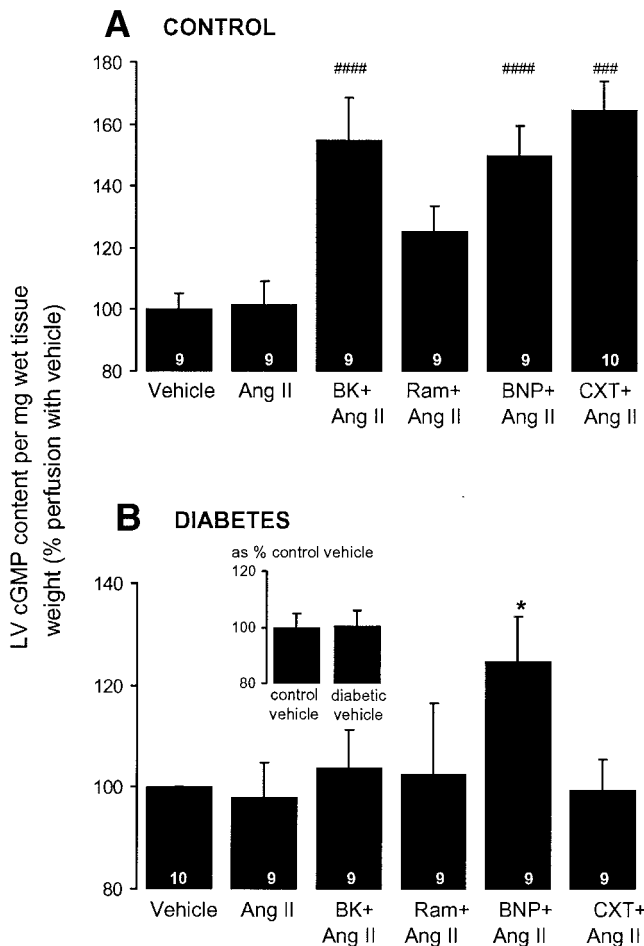 A CONTROL
LV cGMP content per mg wet tissue
weight (% perfusion with vehicle)
180
160
140
120
100
80
#### #### ###
9 9 9 9 9 10
Vehicle Ang II BK+ Ram+ BNP+ CXT+
Ang II Ang II Ang II Ang II
B DIABETES
as % control vehicle
120
100
80
control diabetic
vehicle vehicle
140
120
100
80
*
10 9 9 9 9 9
Vehicle Ang II BK+ Ram+ BNP+ CXT+
Ang II Ang II Ang II Ang II